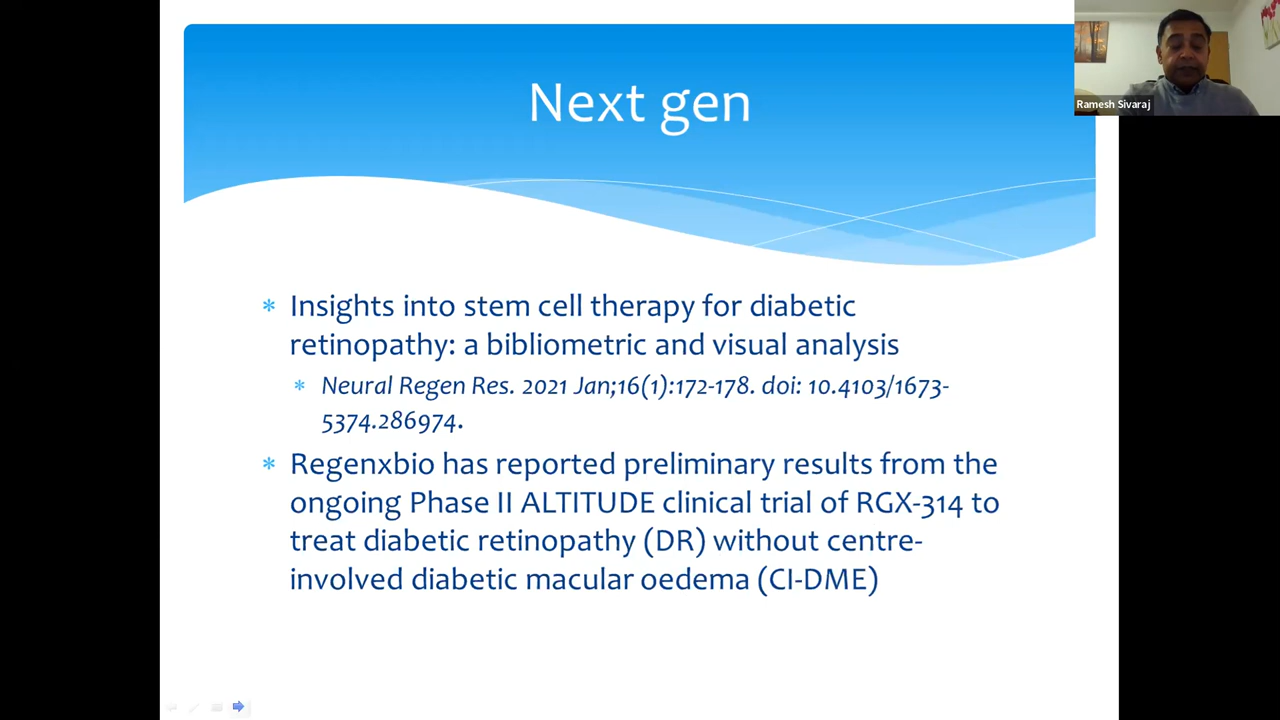 Next gen
Ramesh Sivaraj
* Insights into stem cell therapy for diabetic
retinopathy: a bibliometric and visual analysis
* Neural Regen Res. 2021 Jan;16(1):172-178. doi: 10.4103/1673-
5374.286974.
* Regenxbio has reported preliminary results from the
ongoing Phase II ALTITUDE clinical trial of RGX-314 to
treat diabetic retinopathy (DR) without centre-
involved diabetic macular oedema (CI-DME)